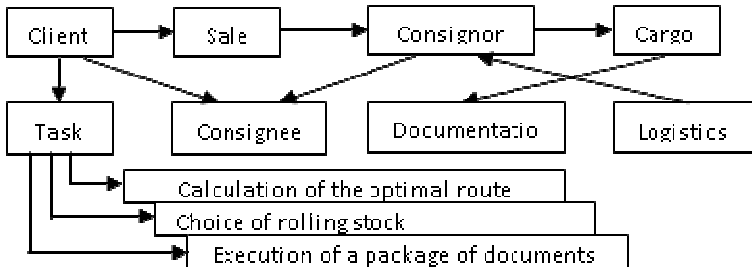 Client
Sale
Consignor
Cargo
Task
Consignee
Documentatio
Logistics
Calculation of the optimal route
Choice of rolling stock
Execution of a package of documents